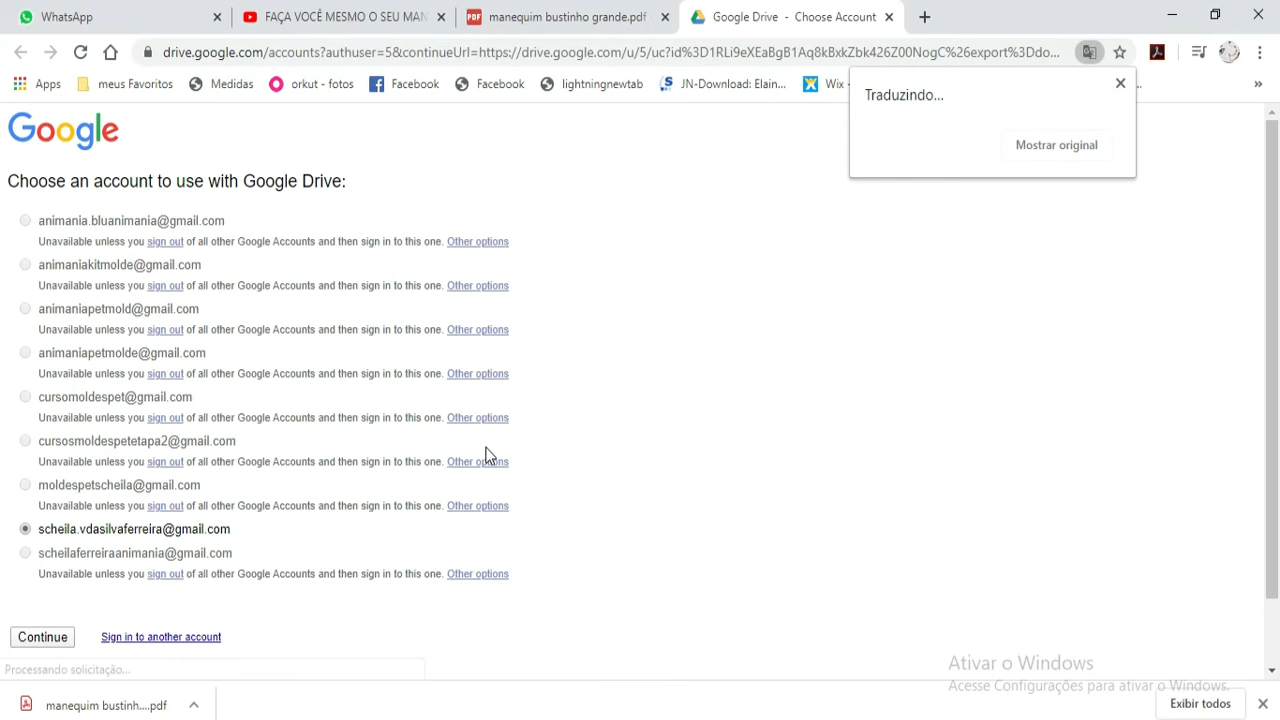 WhatsApp
FAÇA VOCÊ MESMO O SEU MAN
manequim bustinho grande.pdf
Google Drive - Choose Account
drive.google.com/accounts?authuser=5&continueUrl=https://drive.google.com/u/5/uc?id%3D1RLi9eXEaBgB1Aq8kBxkZbk426Z00NogC%26export%3Ddo...
Apps
meus Favoritos
Medidas
orkut - fotos
Facebook
Facebook
lightningnewtab
JN-Download: Elain...
Wix -
»
Traduzindo...
Mostrar original
Google
Choose an account to use with Google Drive:
animania.bluanimania@gmail.com
Unavailable unless you sign out of all other Google Accounts and then sign in to this one. Other options
animaniakitmolde@gmail.com
Unavailable unless you sign out of all other Google Accounts and then sign in to this one. Other options
animaniapetmold@gmail.com
Unavailable unless you sign out of all other Google Accounts and then sign in to this one. Other options
animaniapetmolde@gmail.com
Unavailable unless you sign out of all other Google Accounts and then sign in to this one. Other options
cursomoldespet@gmail.com
Unavailable unless you sign out of all other Google Accounts and then sign in to this one. Other options
cursosmoldespetetapa2@gmail.com
Unavailable unless you sign out of all other Google Accounts and then sign in to this one. Other options
moldespetscheila@gmail.com
Unavailable unless you sign out of all other Google Accounts and then sign in to this one. Other options
scheila.vdasilvaferreira@gmail.com
scheilaferreiraanimania@gmail.com
Unavailable unless you sign out of all other Google Accounts and then sign in to this one. Other options
Continue
Sign in to another account
Processando solicitação...
Ativar o Windows
Acesse Configurações para ativar o Windows.
manequim bustinh....pdf
Exibir todos